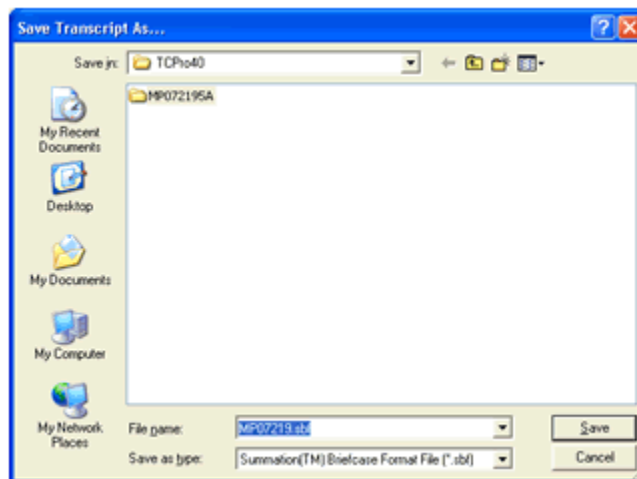 Save Transcript As...
Save in: TCPro40
MP072195A
My Recent
Documents
Desktop
My Documents
My Computer
My Network
Places
File name: MP07219.sbf Save
Save as type: Summation(TM) Briefcase Format File (*.sbf) Cancel